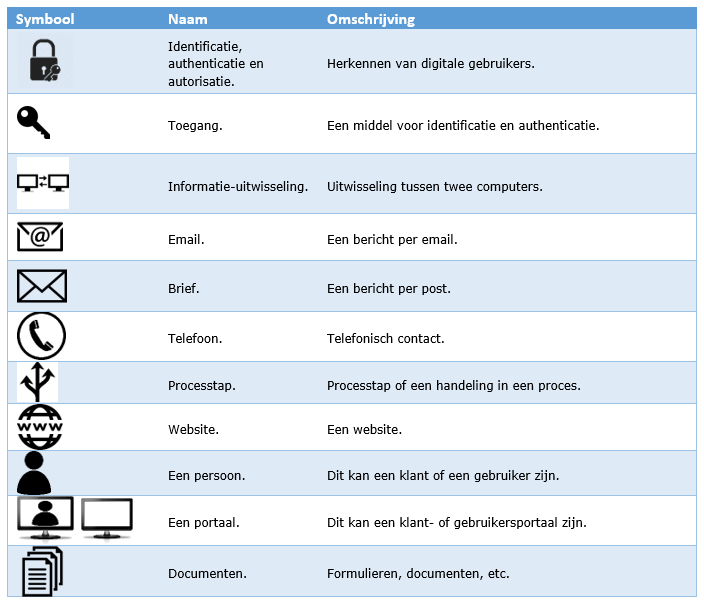 Symbool Naam Omschrijving
Identificatie,
authenticatie en
autorisatie.
Herkennen van digitale gebruikers.
Toegang. Een middel voor identificatie en authenticatie.
Informatie-uitwisseling. Uitwisseling tussen twee computers.
@
Email. Een bericht per email.
Brief. Een bericht per post.
Telefoon. Telefonisch contact.
Processtap. Processtap of een handeling in een proces.
www
Website. Een website.
Een persoon. Dit kan een klant of een gebruiker zijn.
Een portaal. Dit kan een klant- of gebruikersportaal zijn.
Documenten. Formulieren, documenten, etc.